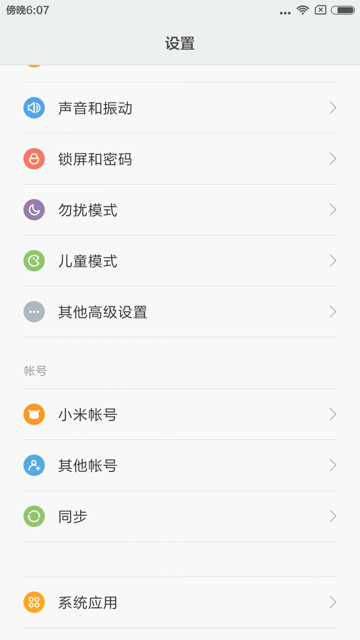 傍晚6:07
设置
声音和振动
锁屏和密码
勿扰模式
儿童模式
其他高级设置
帐号
小米帐号
其他帐号
同步
系统应用